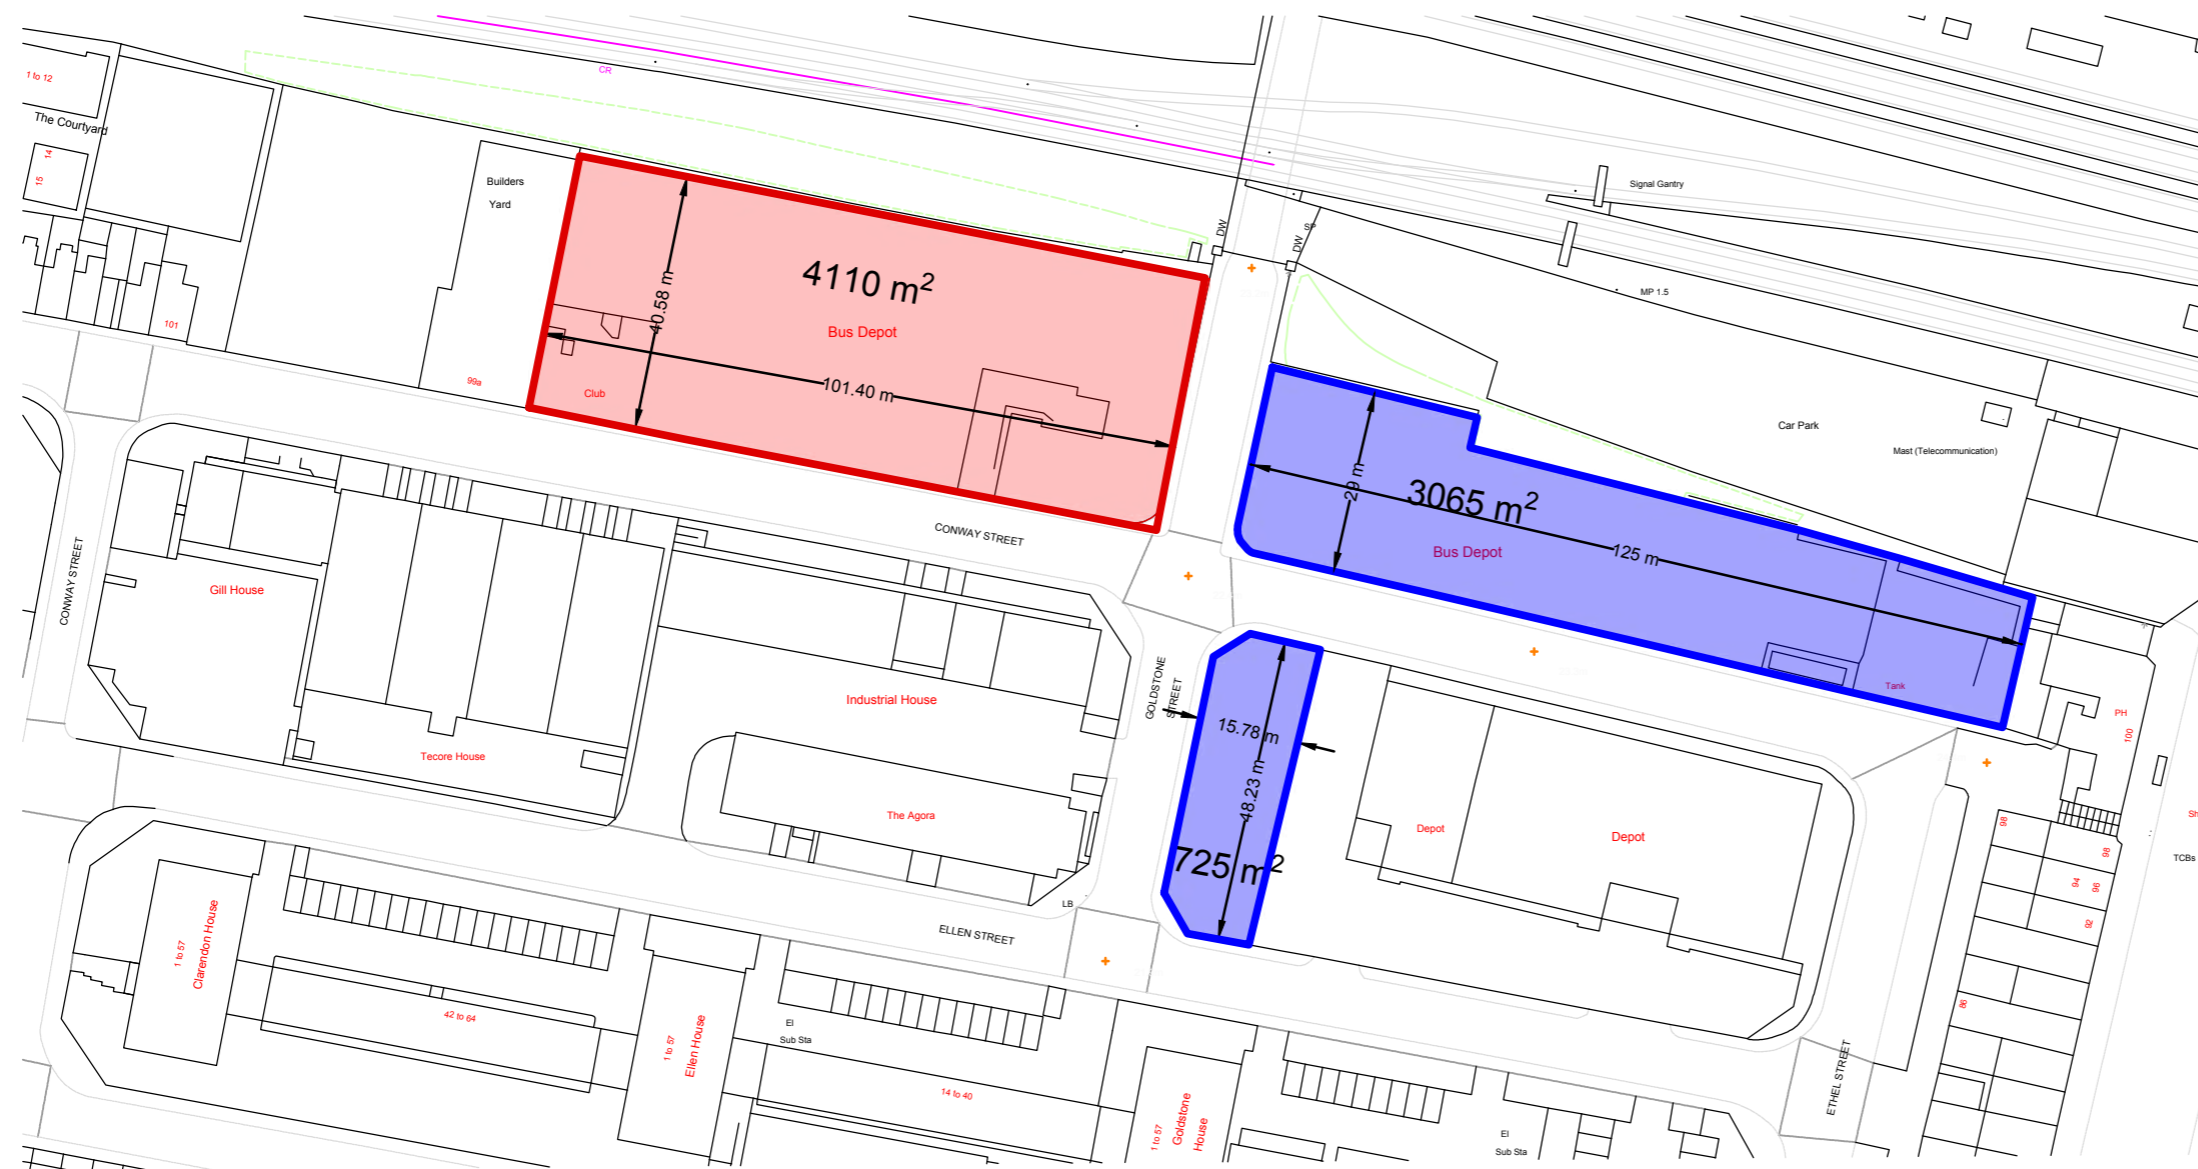 1 to 12
The Courtyard
14
15
101
CR
Builders
Yard
99a
4110 m²
Bus Depot
40.58 m
101.40 m
Club
DW
DW
SP
Signal Gantry
MP 1.5
Car Park
Mast (Telecommunication)
3065 m²
Bus Depot
29 m
125 m
Tank
PH
100
CONWAY STREET
CONWAY STREET
Gill House
Tecore House
Industrial House
The Agora
GOLDSTONE
STREET
15.78 m
48.23 m
725 m²
Depot
Depot
98
98
94
96
92
86
Sh
TCBs
LB
ELLEN STREET
1 to 57
Clarendon House
42 to 64
1 to 57
Ellen House
El
Sub Sta
14 to 40
1 to 57
Goldstone
House
El
Sub Sta
ETHEL STREET